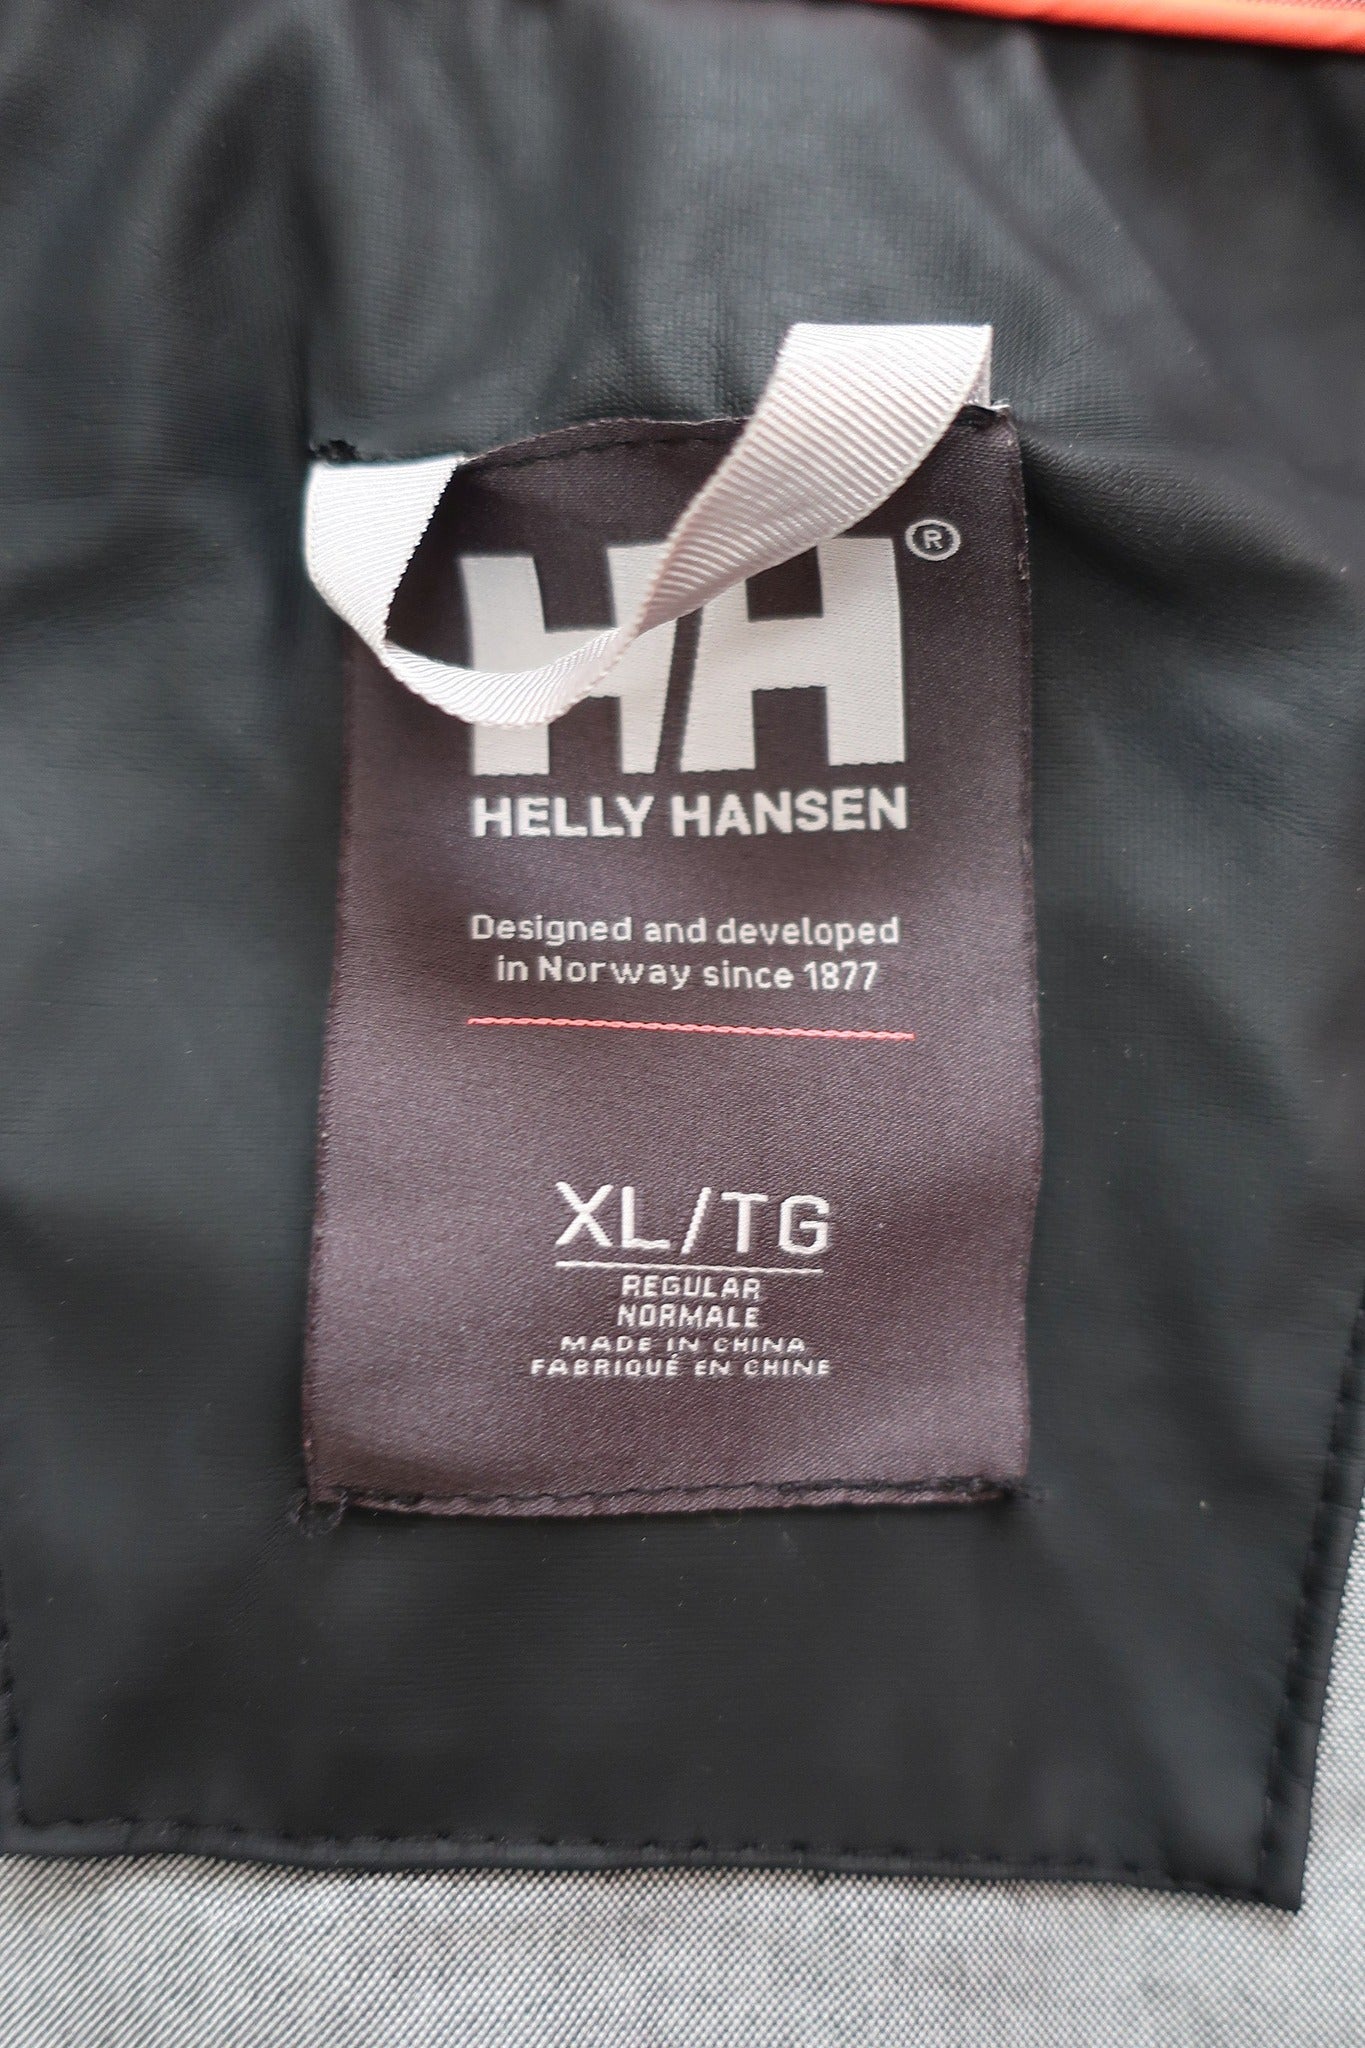 HH®
HELLY HANSEN
Designed and developed
in Norway since 1877
XL/TG
REGULAR
NORMALE
MADE IN CHINA
FABRIQUÉ EN CHINE